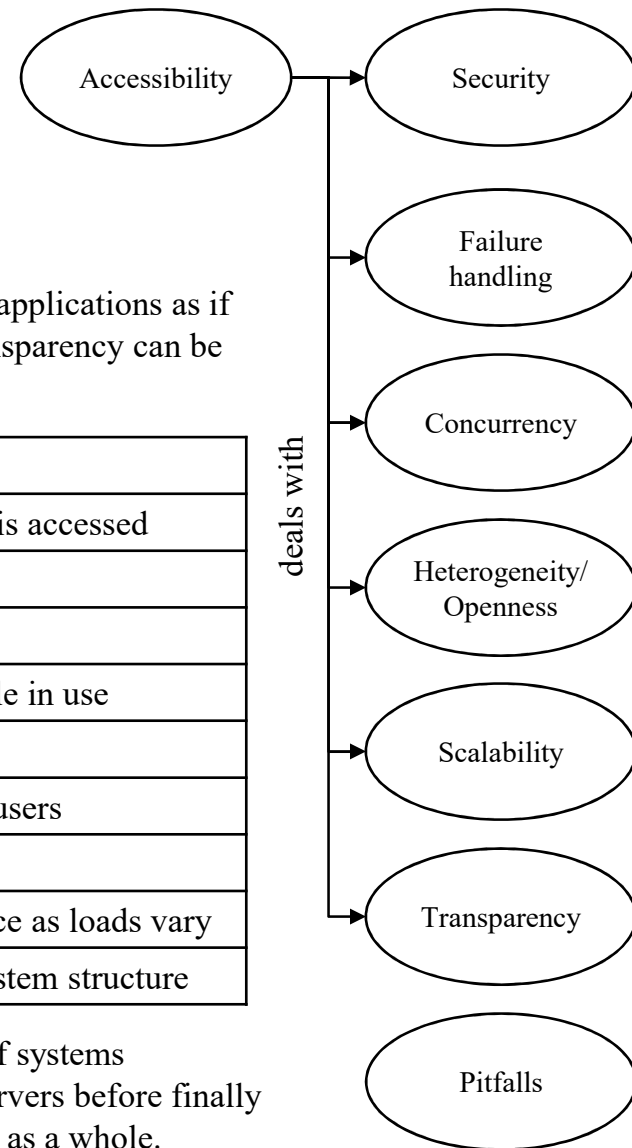 Accessibility
Security
Failure
handling
applications as if
nsparency can be
Concurrency
is accessed
deals with
Heterogeneity/
Openness
le in use
Scalability
users
ce as loads vary
Transparency
stem structure
f systems
rvers before finally
Pitfalls
as a whole.